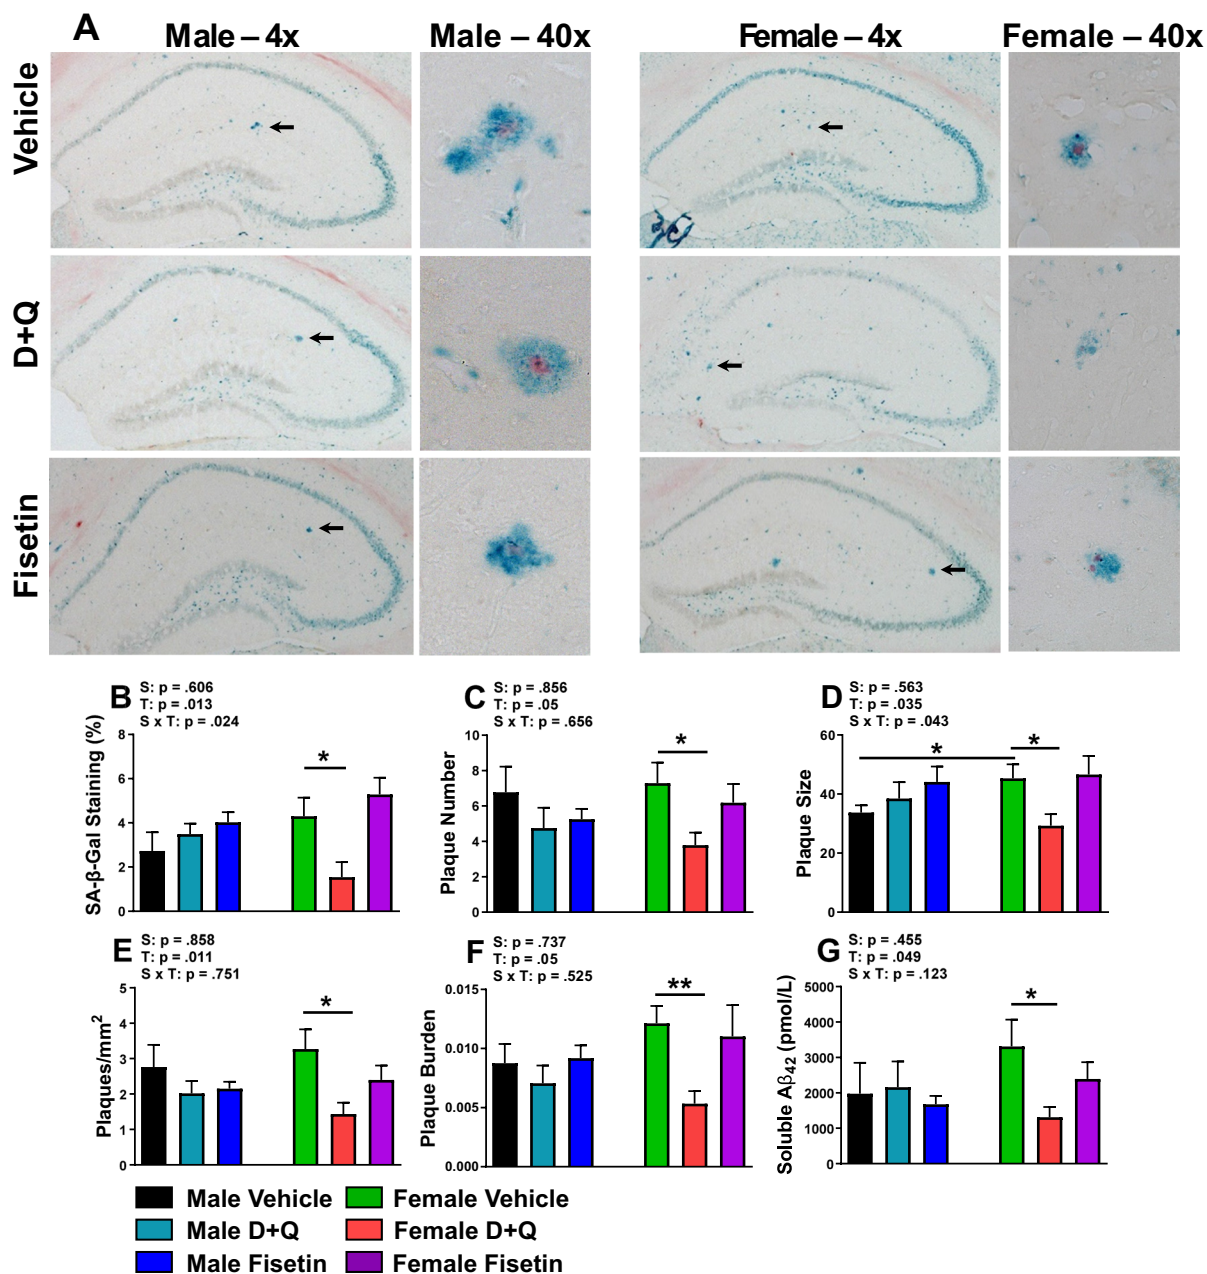 A
Male – 4x
Male – 40x
Female – 4x
Female – 40x
Vehicle
D+Q
Fisetin
B
S: p = .606
T: p = .013
S x T: p = .024
SA-β-Gal Staining (%)
8
6
4
2
0
*
C
S: p = .856
T: p = .05
S x T: p = .656
Plaque Number
10
8
6
4
2
0
*
D
S: p = .563
T: p = .035
S x T: p = .043
Plaque Size
60
40
20
0
*
*
E
S: p = .858
T: p = .011
S x T: p = .751
Plaques/mm²
5
4
3
2
1
0
*
F
S: p = .737
T: p = .05
S x T: p = .525
Plaque Burden
0.015
0.010
0.005
0.000
**
G
S: p = .455
T: p = .049
S x T: p = .123
Soluble Aβ₄₂ (pmol/L)
5000
4000
3000
2000
1000
0
*
Male Vehicle
Female Vehicle
Male D+Q
Female D+Q
Male Fisetin
Female Fisetin